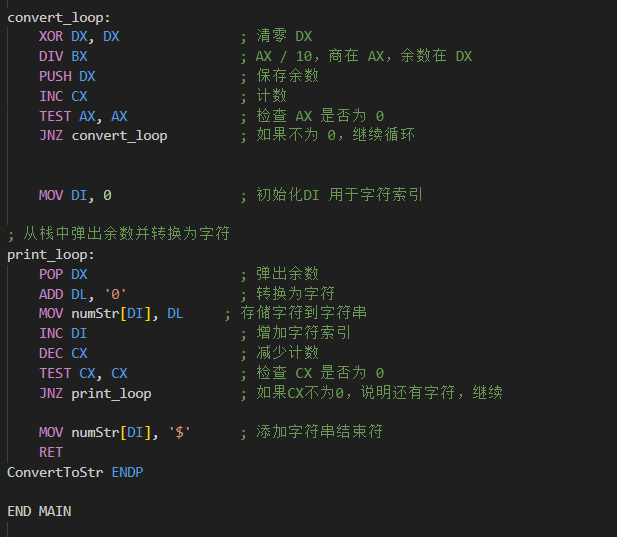 convert_loop:
XOR DX, DX ; 清零 DX
DIV BX ; AX / 10，商在 AX，余数在 DX
PUSH DX ; 保存余数
INC CX ; 计数
TEST AX, AX ; 检查 AX 是否为 0
JNZ convert_loop ; 如果不为 0，继续循环
MOV DI, 0 ; 初始化DI 用于字符索引
; 从栈中弹出余数并转换为字符
print_loop:
POP DX ; 弹出余数
ADD DL, '0' ; 转换为字符
MOV numStr[DI], DL ; 存储字符到字符串
INC DI ; 增加字符索引
DEC CX ; 减少计数
TEST CX, CX ; 检查 CX 是否为 0
JNZ print_loop ; 如果CX不为0，说明还有字符，继续
MOV numStr[DI], '$' ; 添加字符串结束符
RET
ConvertToStr ENDP
END MAIN